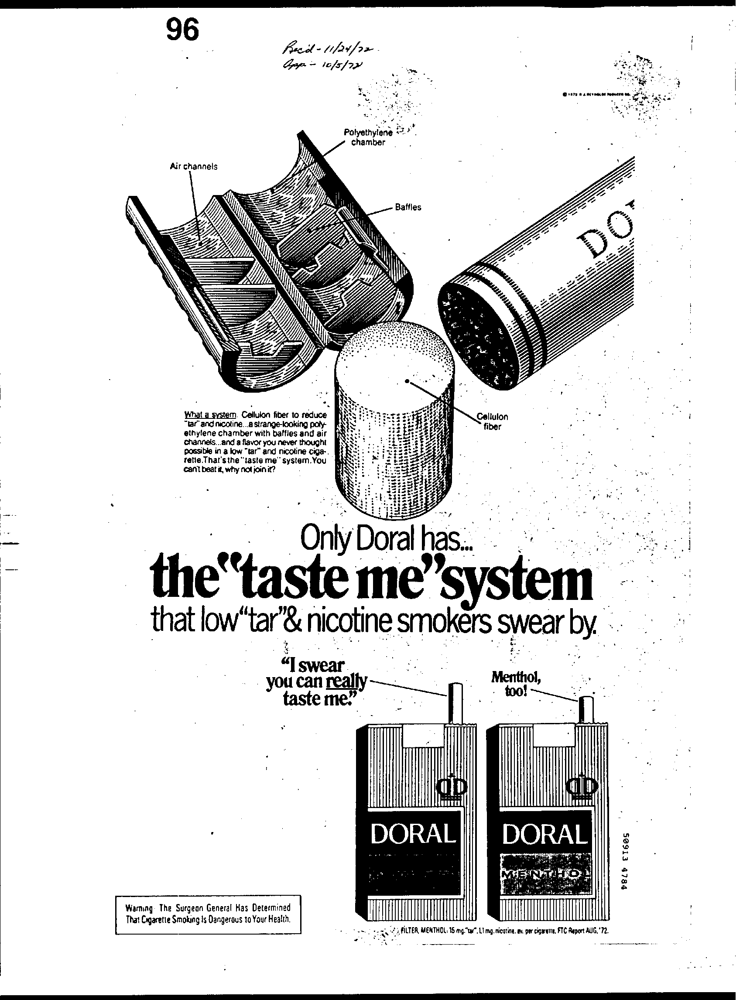 96
Rec'd - 11/24/72
App - 10/5/72
© 1972 R. J. REYNOLDS TOBACCO CO.
Polyethylene
chamber
Air channels
Baffles
DO
What a system. Cellulon fiber to reduce
"tar" and nicotine...a strange-looking poly-
ethylene chamber with baffles and air
channels...and a flavor you never thought
possible in a low "tar" and nicotine ciga-
rette. That's the "taste me" system. You
can't beat it, why not join it?
Cellulon
fiber
Only Doral has...
the "taste me" system
that low "tar" & nicotine smokers swear by.
"I swear
you can really
taste me."
Menthol,
too!
DORAL
DORAL
MENTHOL
50913 4784
Warning: The Surgeon General Has Determined
That Cigarette Smoking Is Dangerous to Your Health.
FILTER, MENTHOL: 15 mg. "tar", 1.1 mg. nicotine, av. per cigarette, FTC Report AUG. '72.